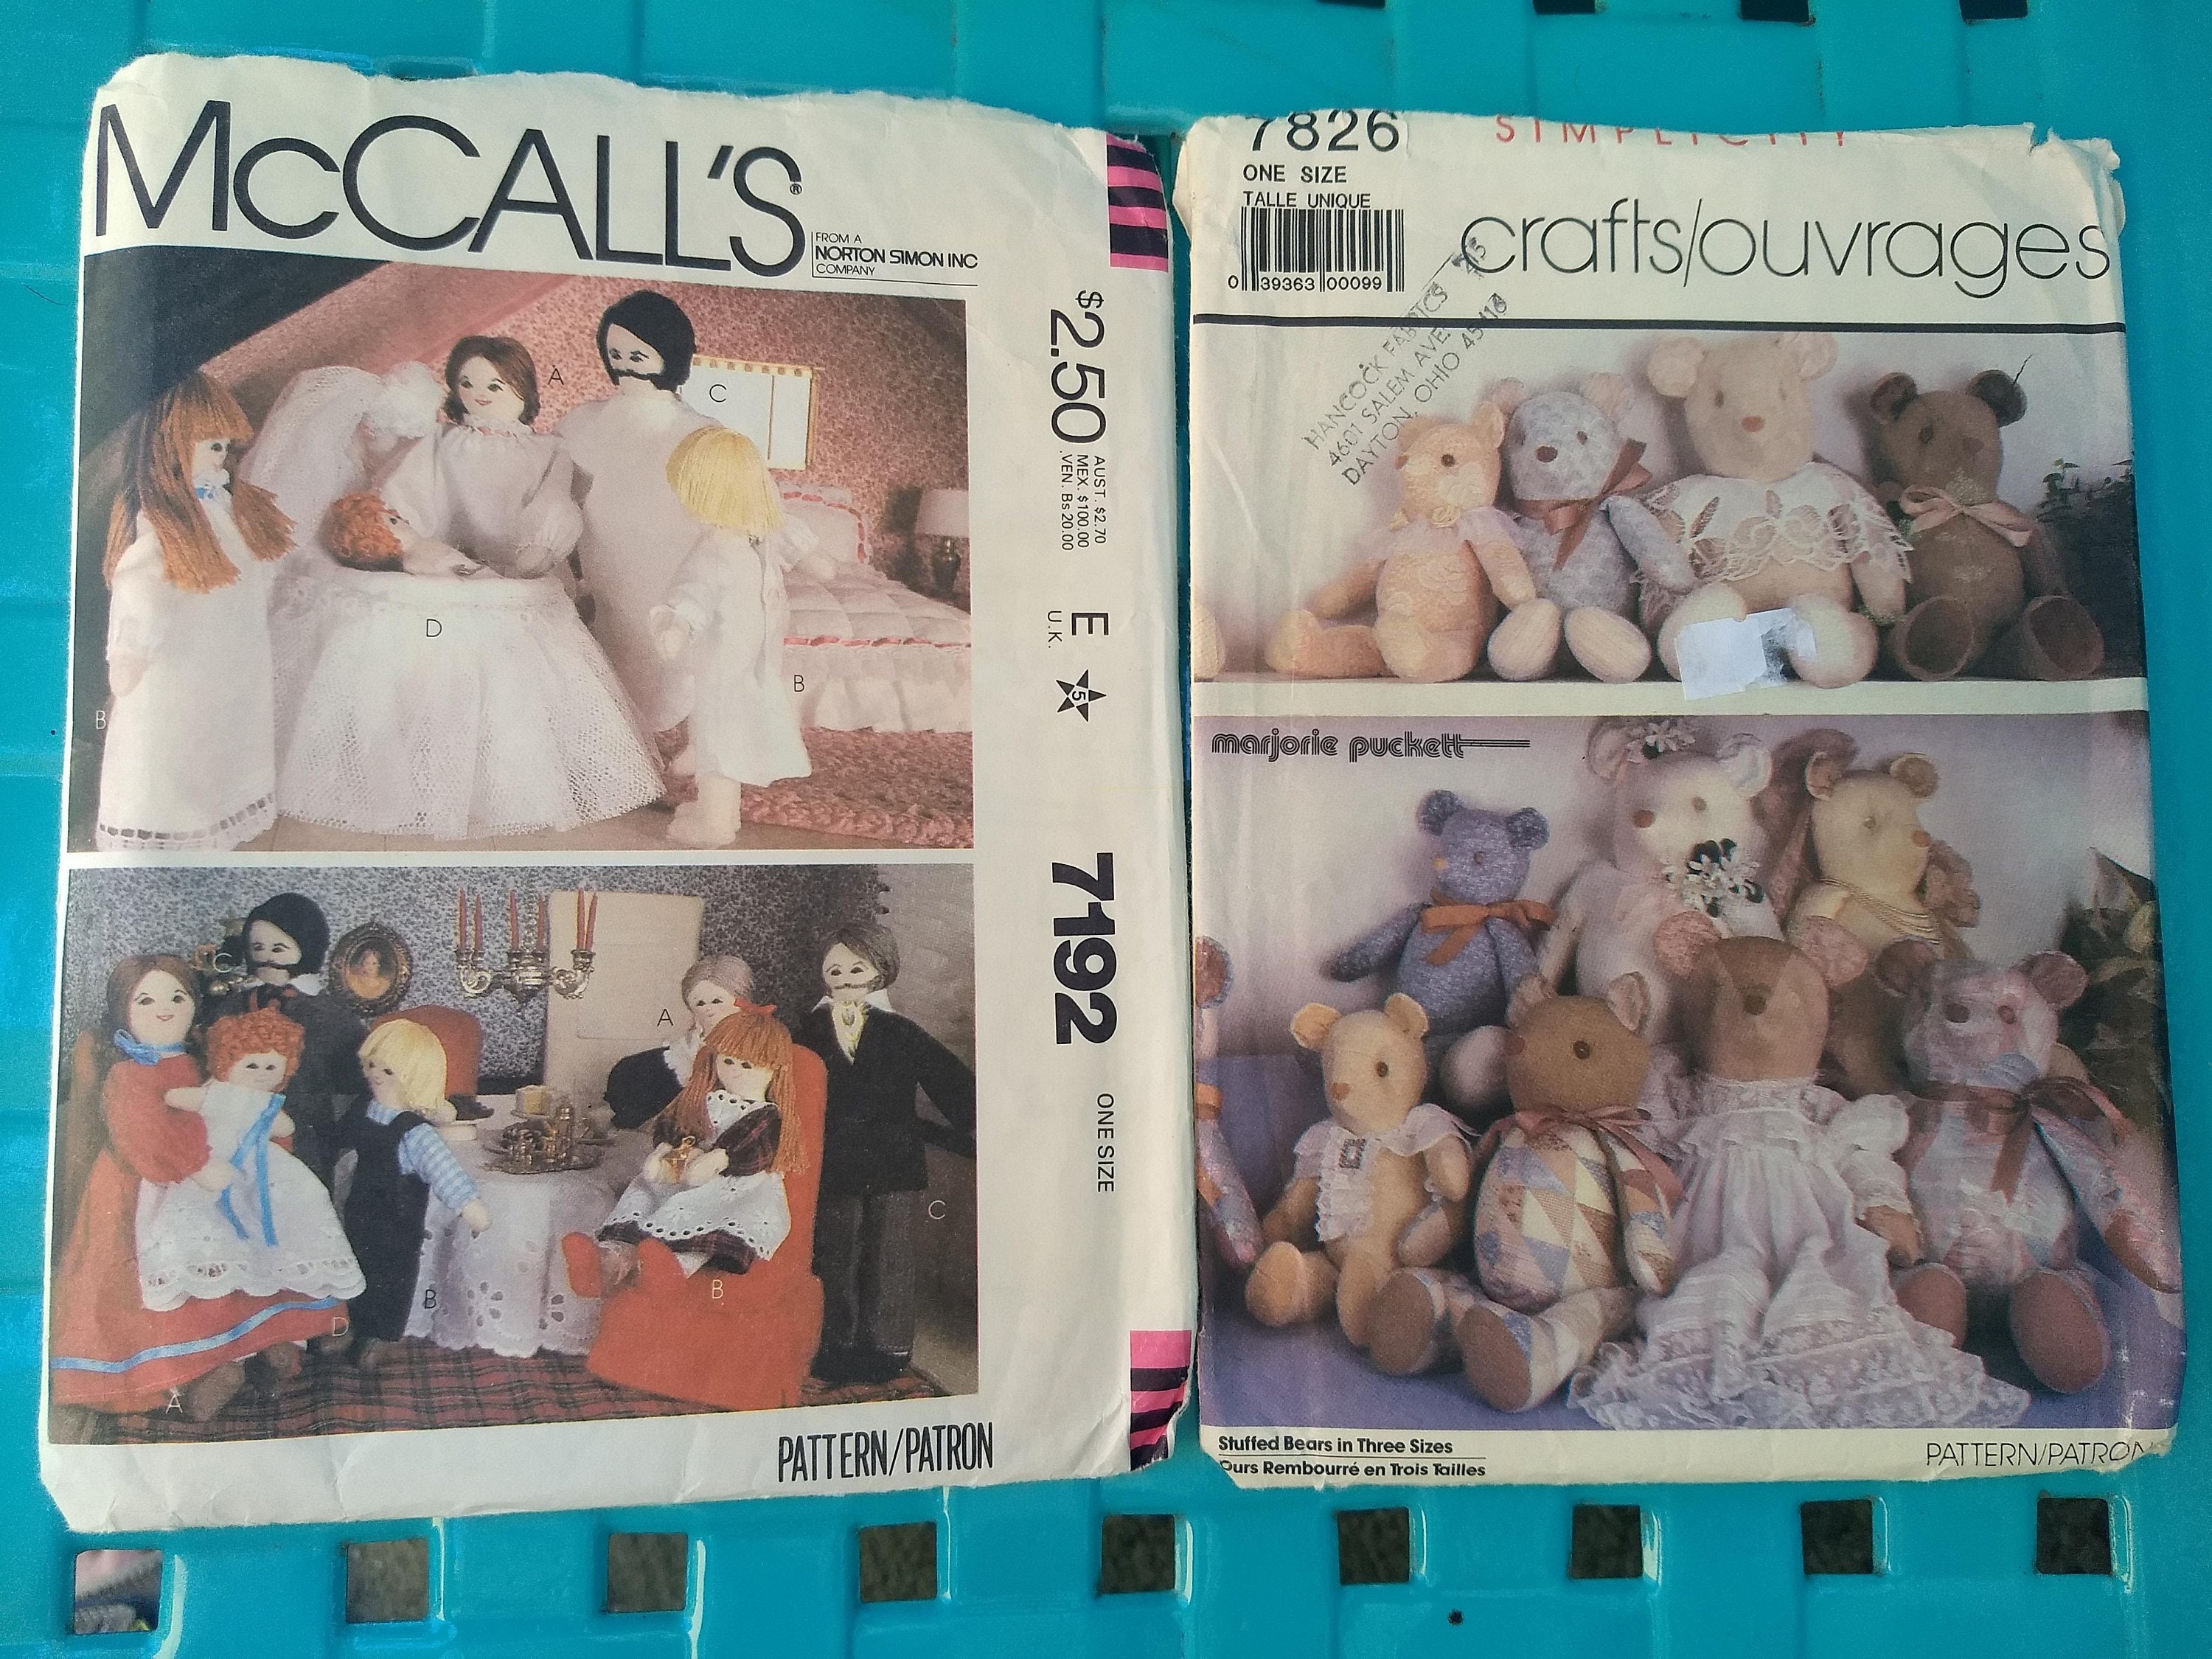 McCALL'S®
FROM A
NORTON SIMON INC
COMPANY
$2.50
AUST. $2.70
MEX. $100.00
VEN. Bs 20.00
E
U.K.
5
7192
ONE SIZE
A
C
D
B
B
C
A
C
B
B
D
A
PATTERN/PATRON
7826
SIMPLICITY
ONE SIZE
TALLE UNIQUE
0 39363 00099
crafts/ouvrages
HANCOCK FABRICS
4601 SALEM AVE.
DAYTON, OHIO 45416
marjorie puckett
Stuffed Bears in Three Sizes
Ours Rembourré en Trois Tailles
PATTERN/PATRON